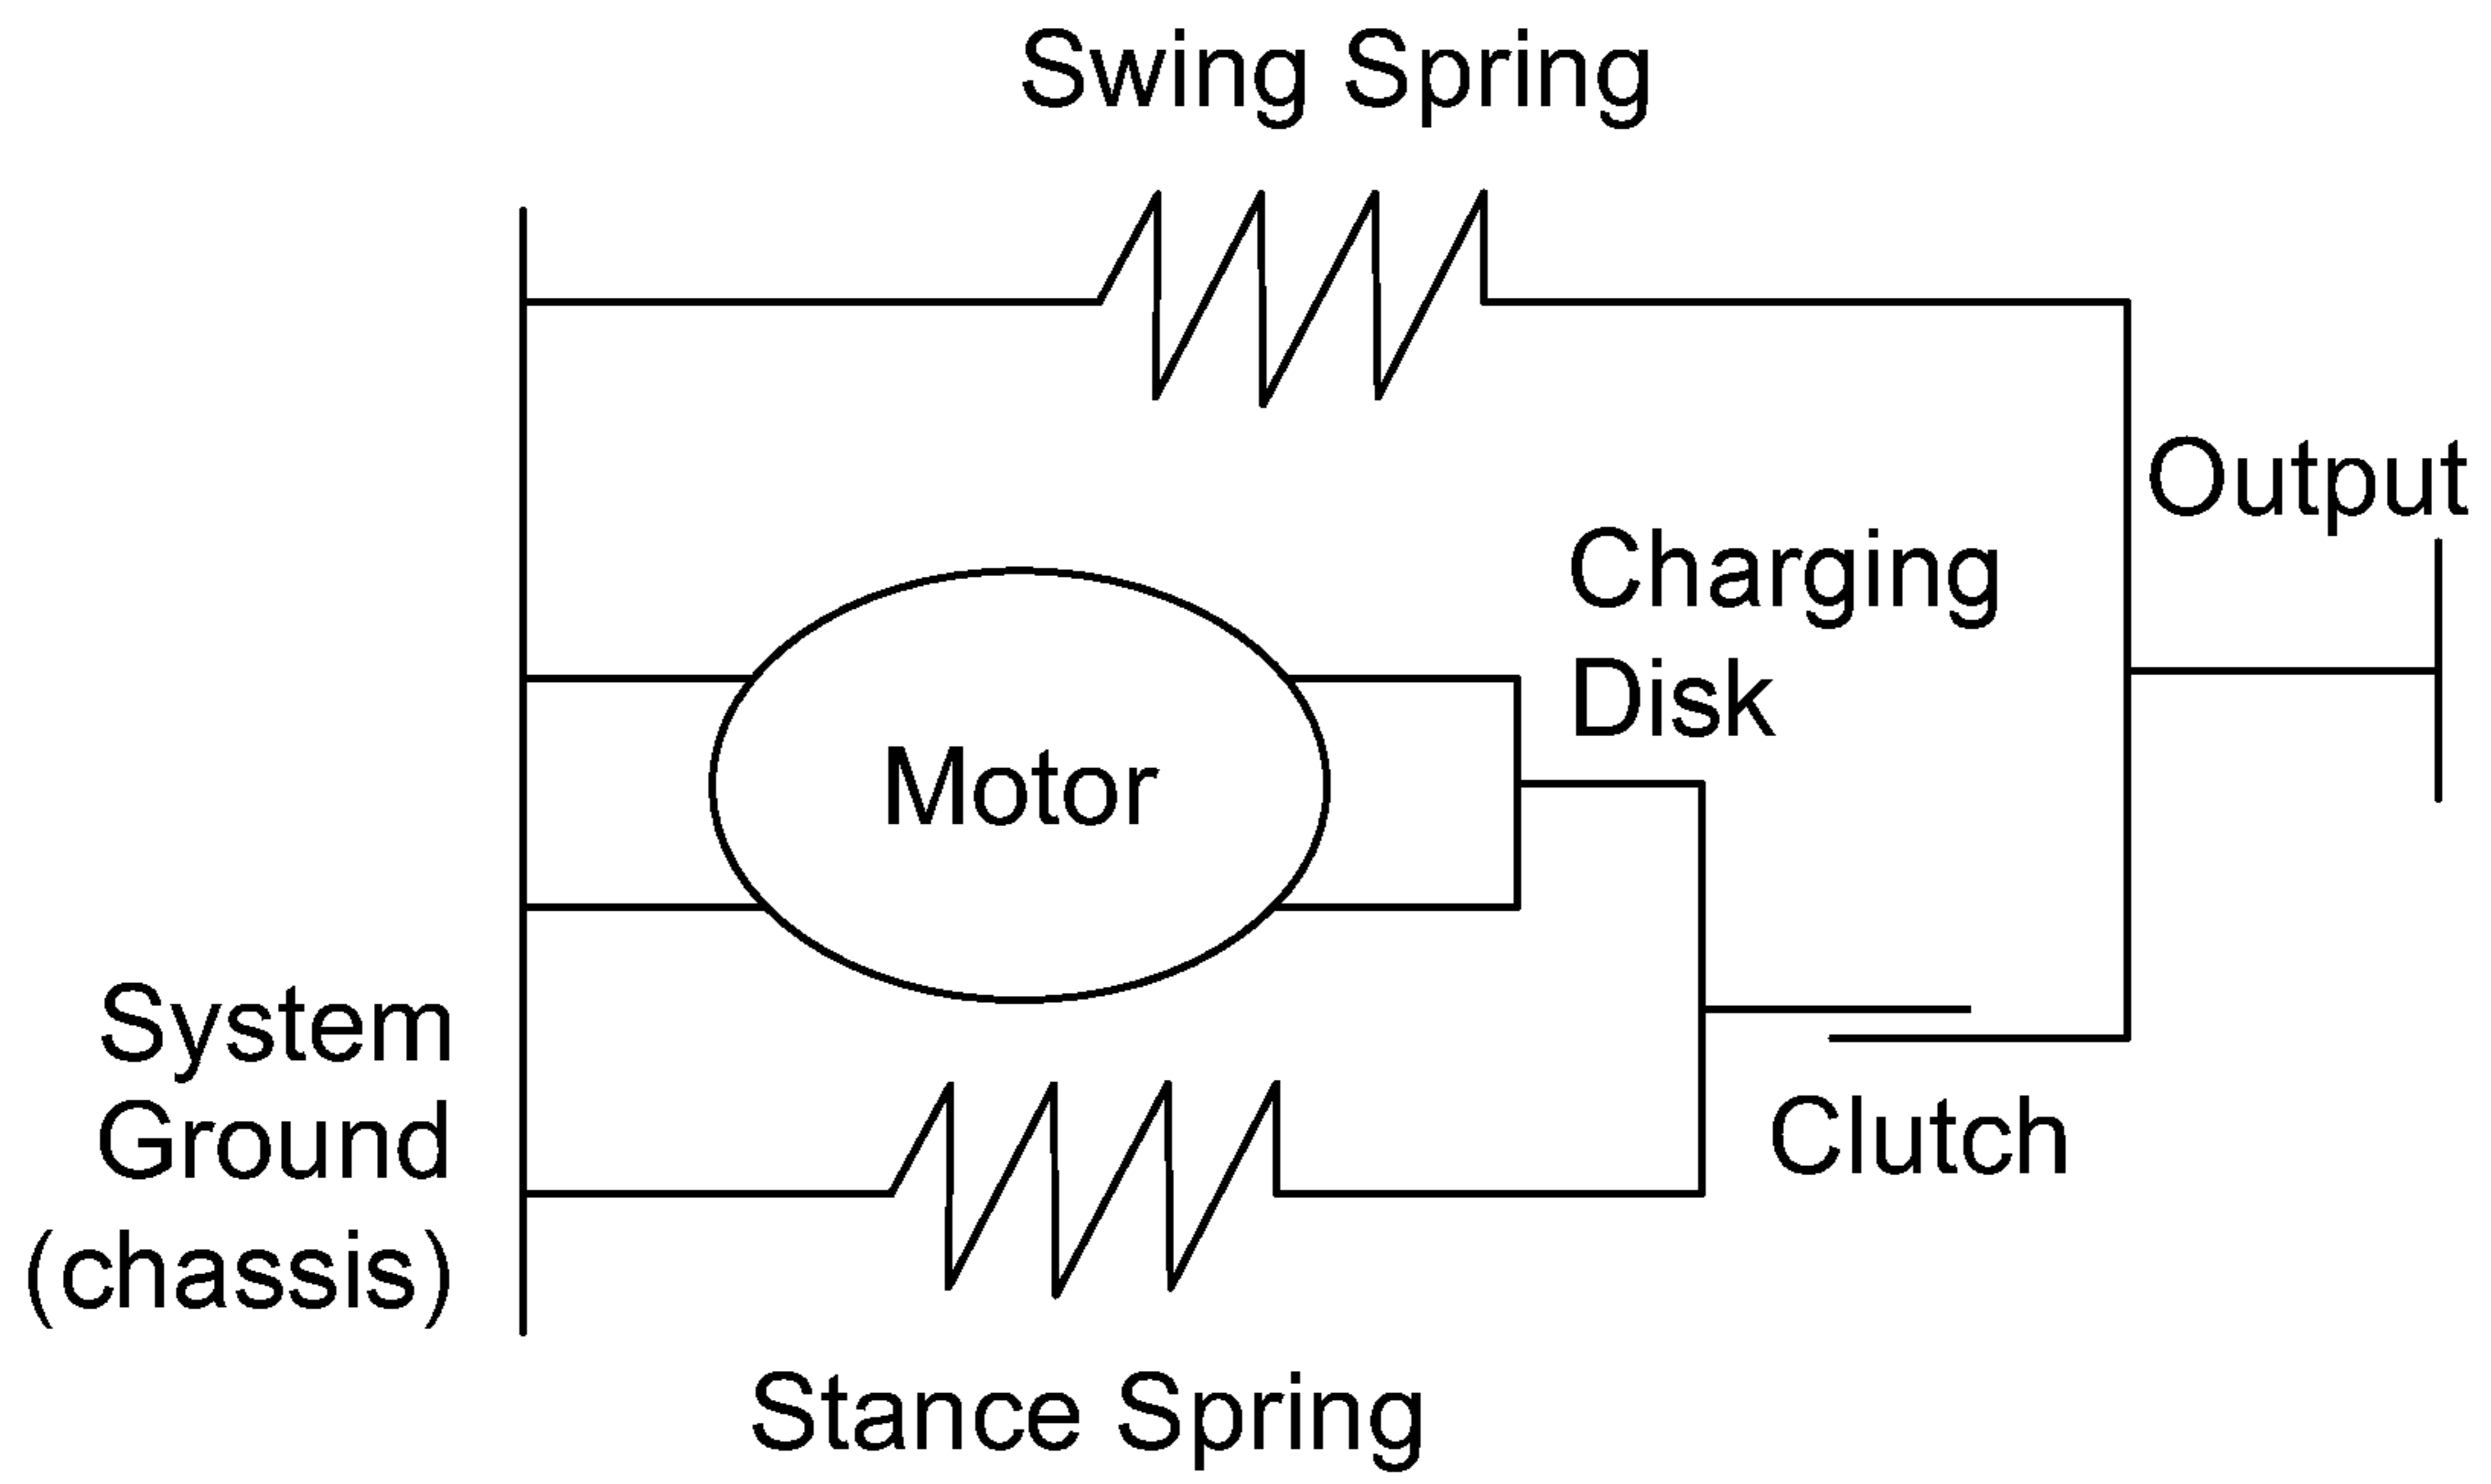 Swing Spring
Output
Charging
Disk
Motor
System
Ground
(chassis)
Clutch
Stance Spring